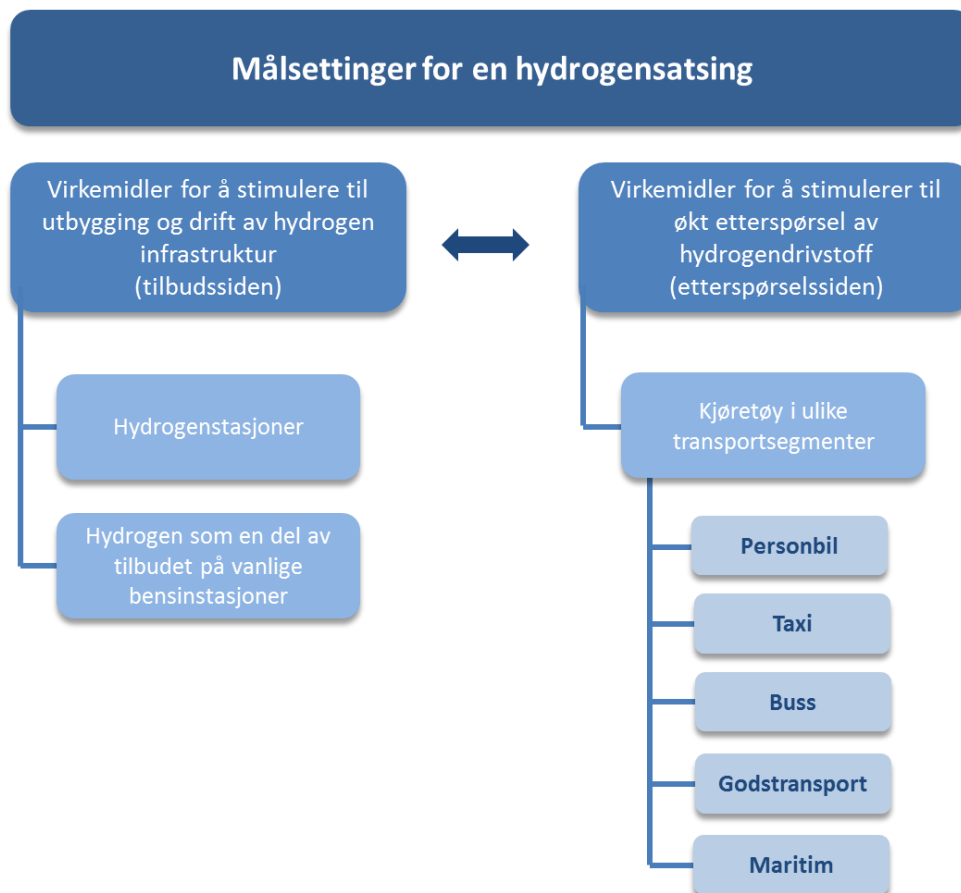 Målsettinger for en hydrogensatsing
Virkemidler for å stimulere til
utbygging og drift av hydrogen
infrastruktur
(tilbudssiden)
Virkemidler for å stimulerer til
økt etterspørsel av
hydrogendrivstoff
(etterspørselssiden)
Hydrogenstasjoner
Hydrogen som en del av
tilbudet på vanlige
bensinstasjoner
Kjøretøy i ulike
transportsegmenter
Personbil
Taxi
Buss
Godstransport
Maritim